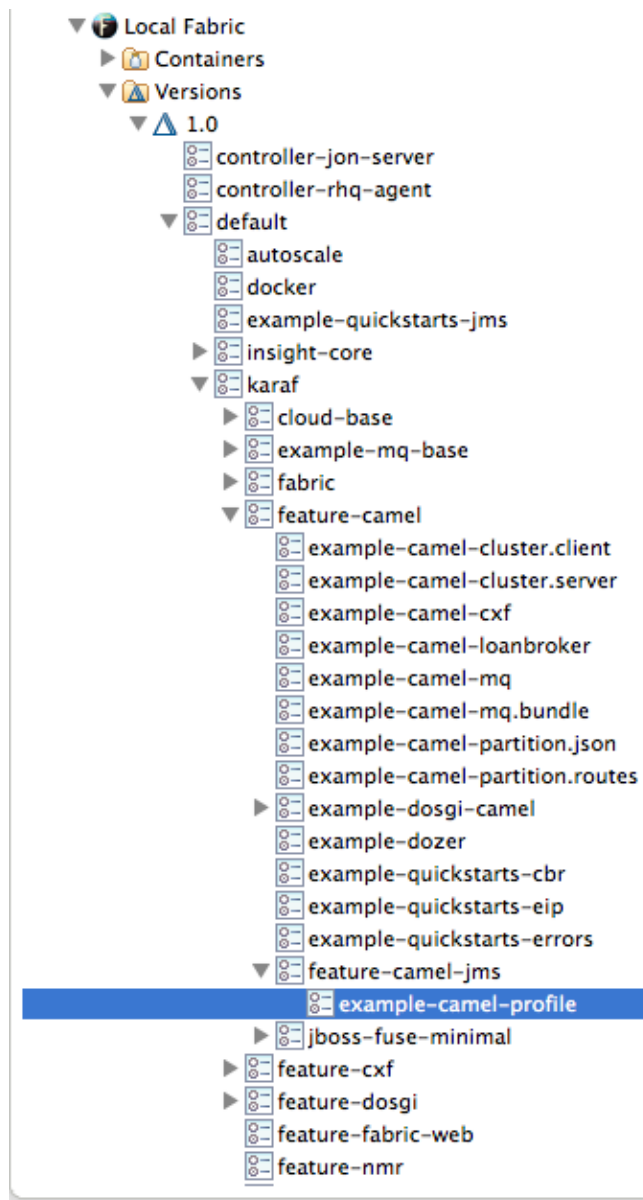 Local Fabric
Containers
Versions
1.0
controller-jon-server
controller-rhq-agent
default
autoscale
docker
example-quickstarts-jms
insight-core
karaf
cloud-base
example-mq-base
fabric
feature-camel
example-camel-cluster.client
example-camel-cluster.server
example-camel-cxf
example-camel-loanbroker
example-camel-mq
example-camel-mq.bundle
example-camel-partition.json
example-camel-partition.routes
example-dosgi-camel
example-dozer
example-quickstarts-cbr
example-quickstarts-eip
example-quickstarts-errors
feature-camel-jms
example-camel-profile
jboss-fuse-minimal
feature-cxf
feature-dosgi
feature-fabric-web
feature-nmr